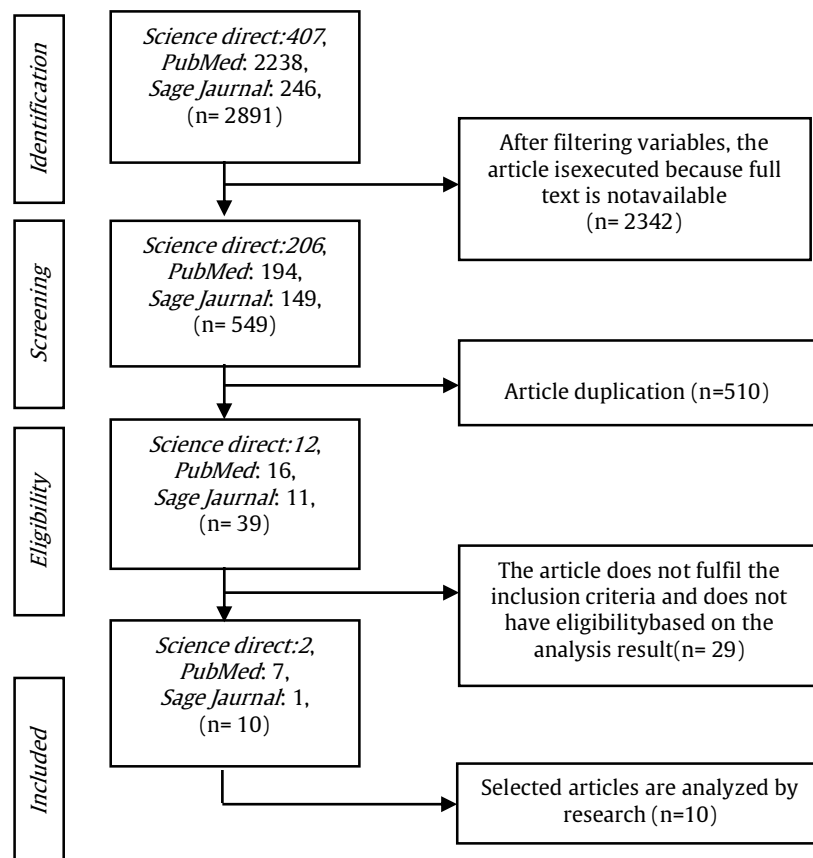 Identification
Science direct:407,
PubMed: 2238,
Sage Jaurnal: 246,
(n= 2891)
After filtering variables, the
article isexecuted because full
text is notavailable
(n= 2342)
Screening
Science direct:206,
PubMed: 194,
Sage Jaurnal: 149,
(n= 549)
Article duplication (n=510)
Eligibility
Science direct:12,
PubMed: 16,
Sage Jaurnal: 11,
(n= 39)
The article does not fulfil the
inclusion criteria and does not
have eligibilitybased on the
analysis result(n= 29)
Included
Science direct:2,
PubMed: 7,
Sage Jaurnal: 1,
(n= 10)
Selected articles are analyzed by
research (n=10)